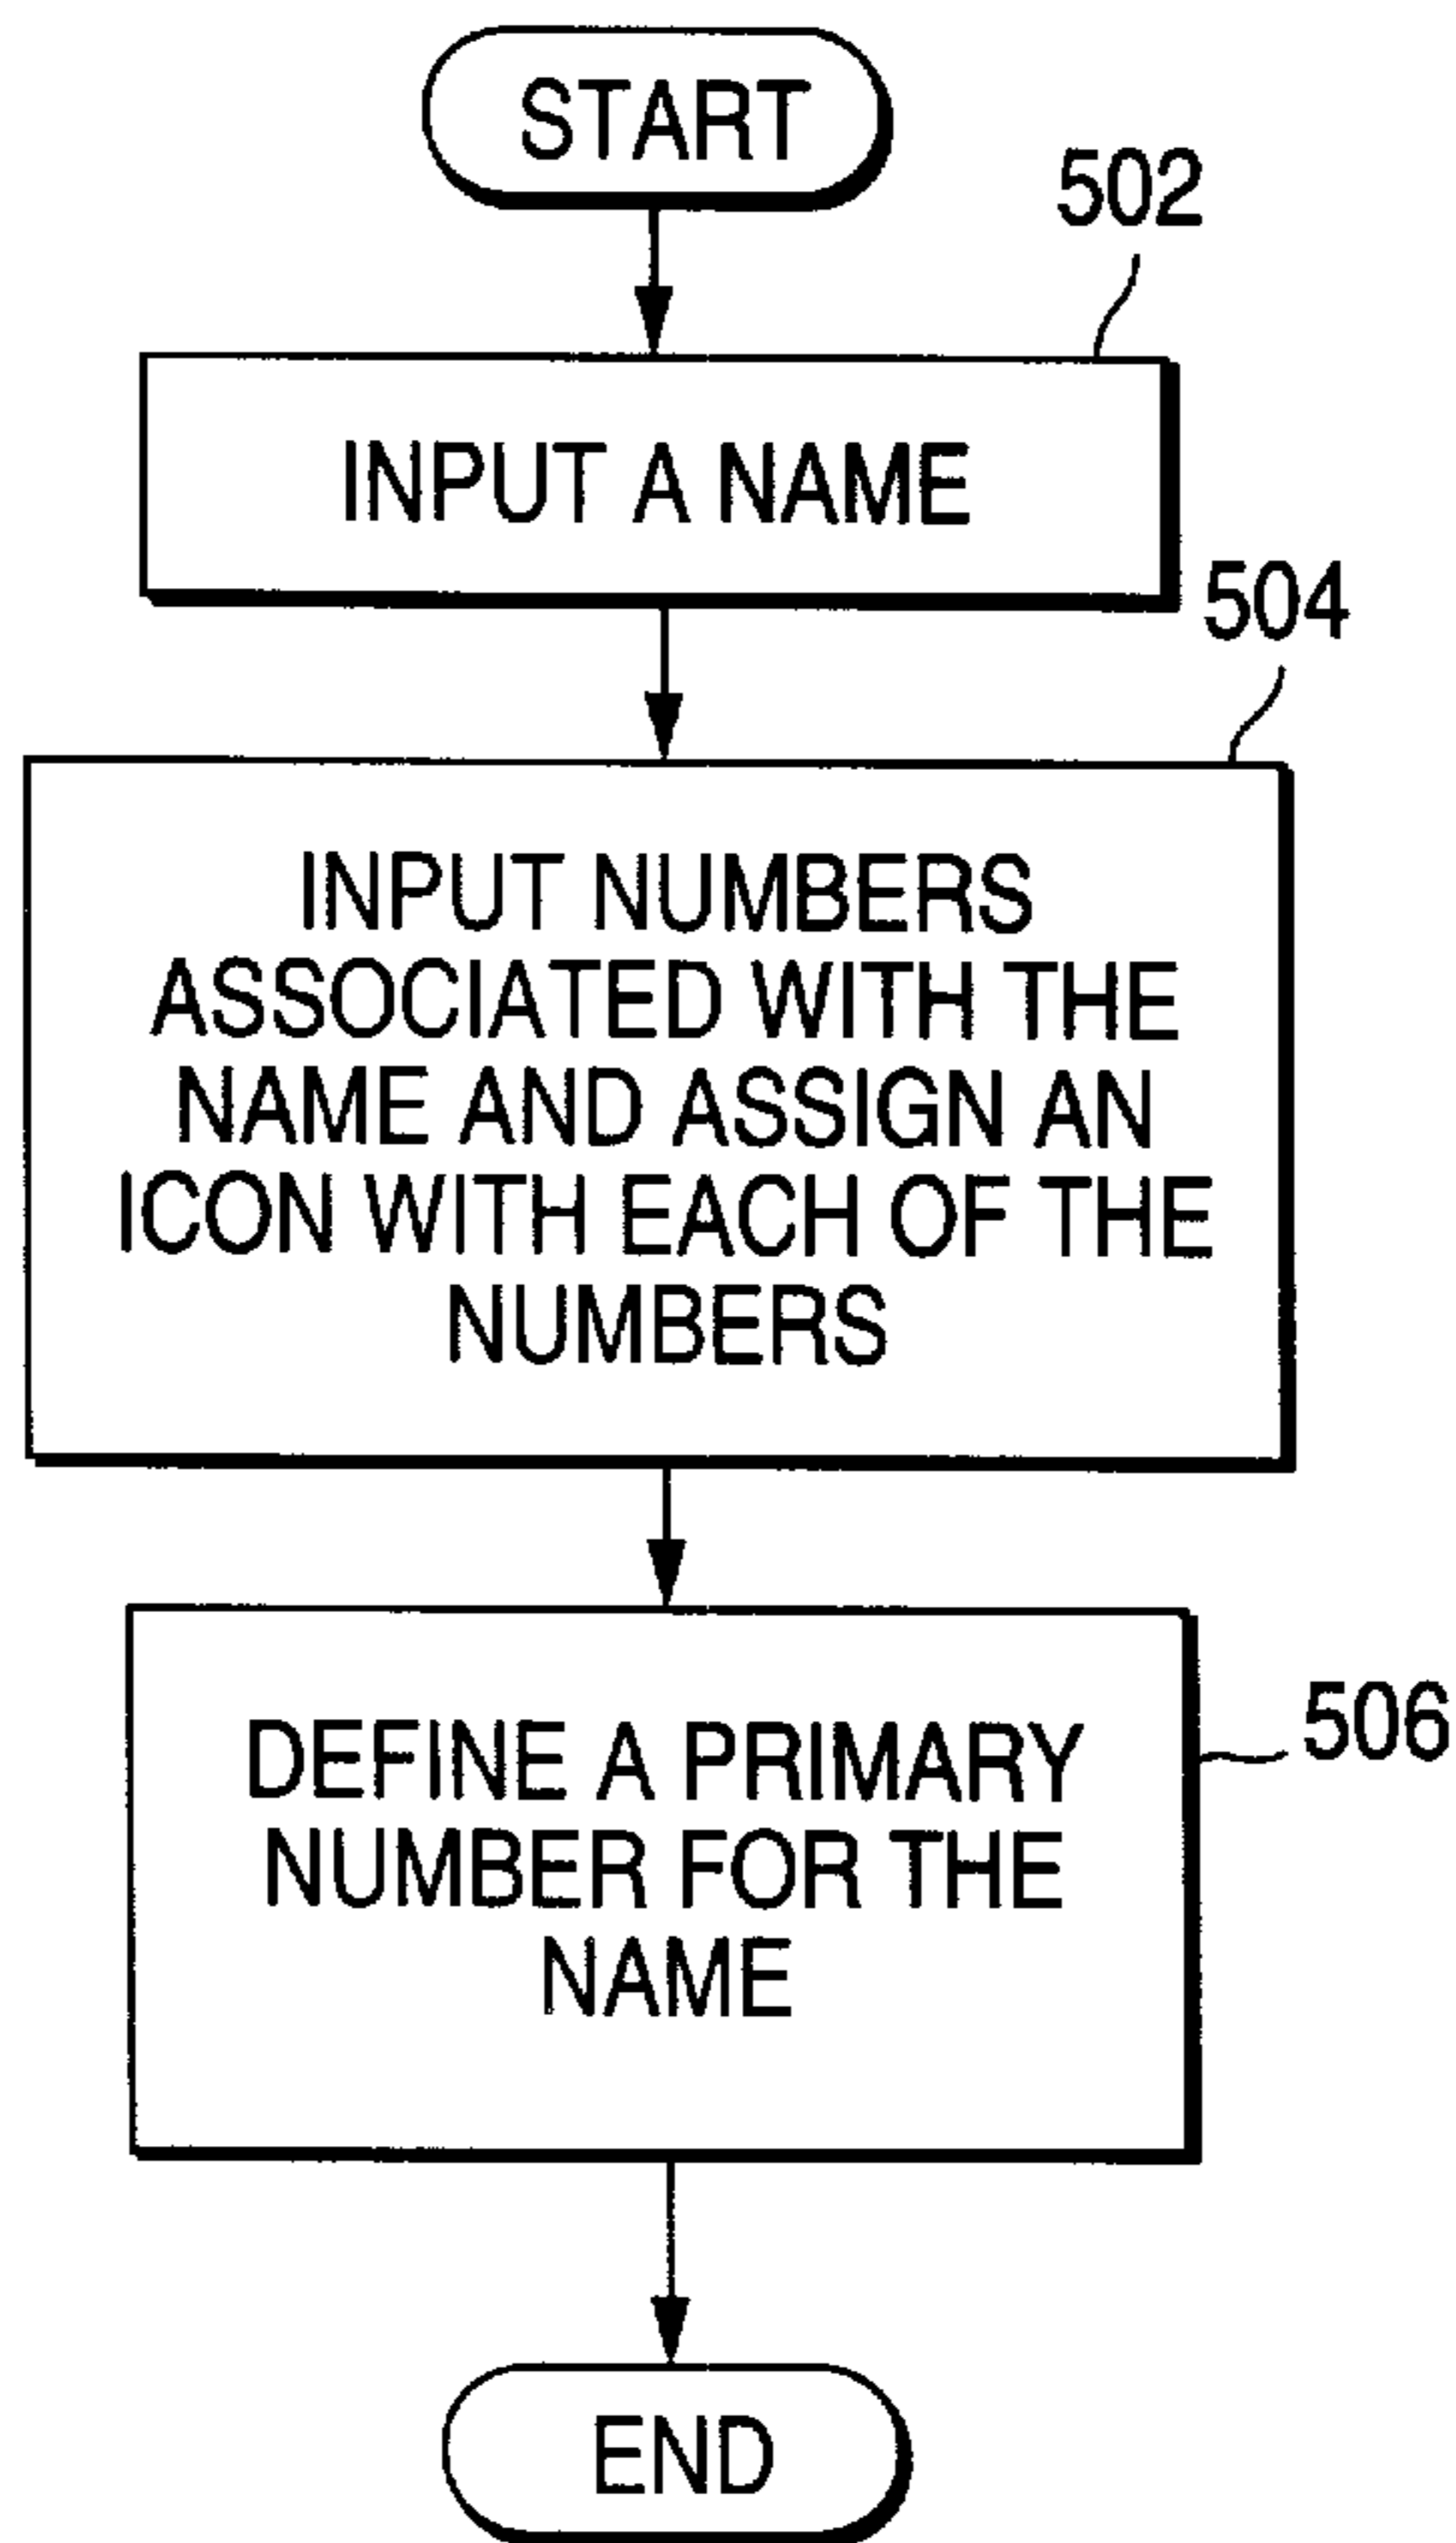 START
502
INPUT A NAME
504
INPUT NUMBERS
ASSOCIATED WITH THE
NAME AND ASSIGN AN
ICON WITH EACH OF THE
NUMBERS
DEFINE A PRIMARY
NUMBER FOR THE
NAME
506
END